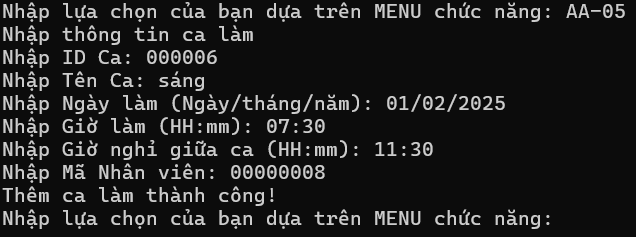 Nhập lựa chọn của bạn dựa trên MENU chức năng: AA-05
Nhập thông tin ca làm
Nhập ID Ca: 000006
Nhập Tên Ca: sáng
Nhập Ngày làm (Ngày/tháng/năm): 01/02/2025
Nhập Giờ làm (HH:mm): 07:30
Nhập Giờ nghỉ giữa ca (HH:mm): 11:30
Nhập Mã Nhân viên: 00000008
Thêm ca làm thành công!
Nhập lựa chọn của bạn dựa trên MENU chức năng: